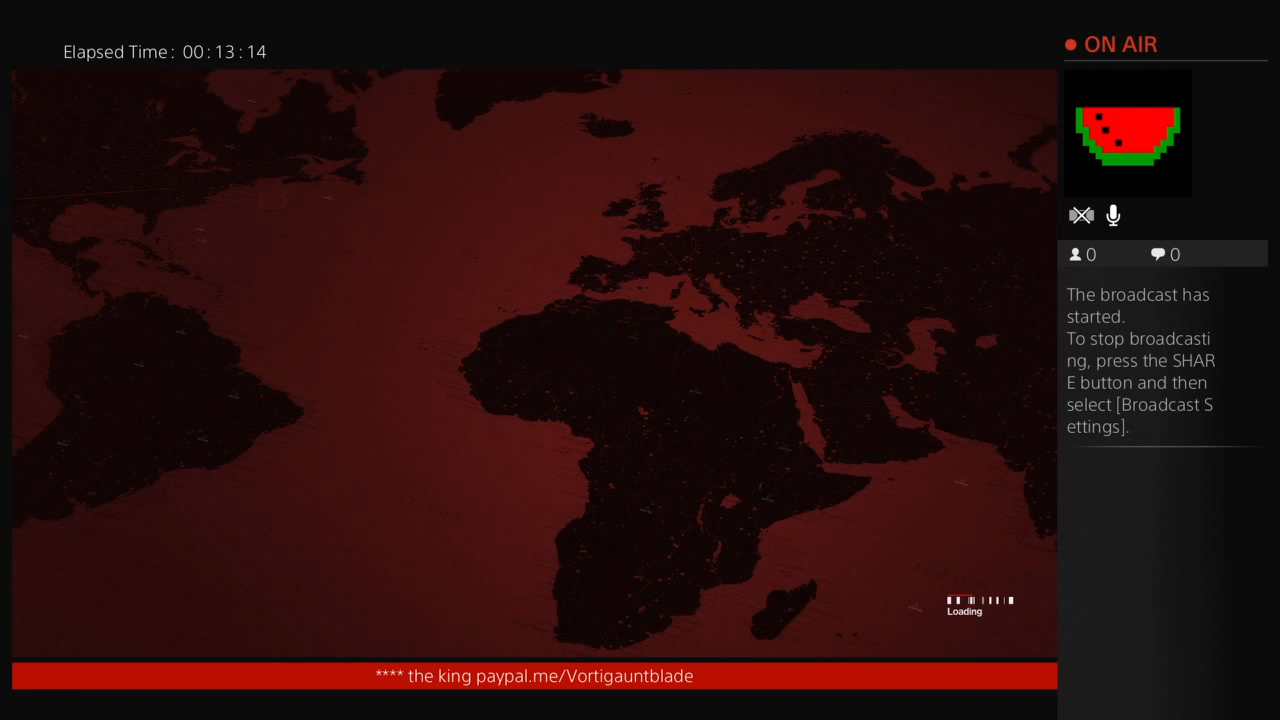 Elapsed Time: 00:13:14
ON AIR
0 0
The broadcast has
started.
To stop broadcasti
ng, press the SHAR
E button and then
select [Broadcast S
ettings].
Loading
**** the king paypal.me/Vortigauntblade